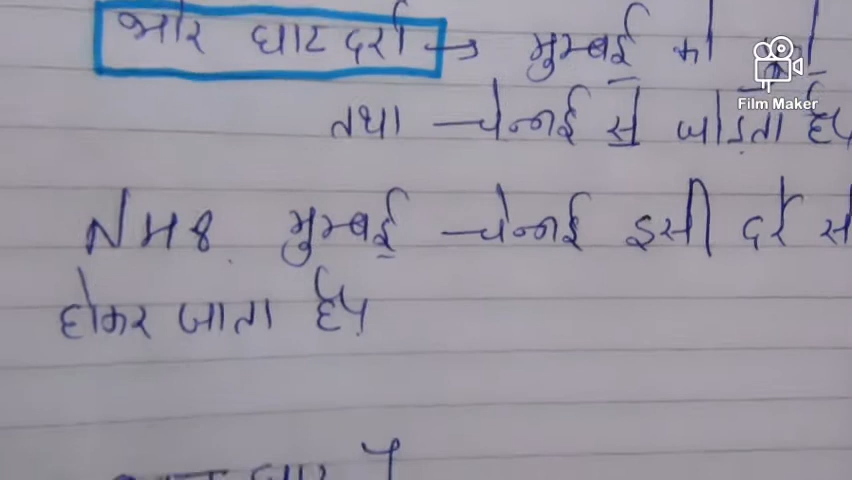 भोर घाट दर्रा → मुम्बई को पूणे
Film Maker
तथा चेन्नई से जोड़ता है।
NH8 मुम्बई चेन्नई इसी दर्रे से
होकर जाता है।
घाट